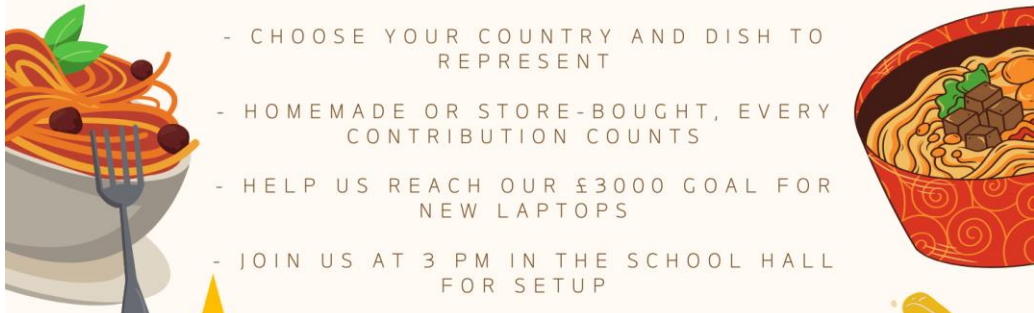 - CHOOSE YOUR COUNTRY AND DISH TO
REPRESENT
- HOMEMADE OR STORE-BOUGHT, EVERY
CONTRIBUTION COUNTS
- HELP US REACH OUR £3000 GOAL FOR
NEW LAPTOPS
- JOIN US AT 3 PM IN THE SCHOOL HALL
FOR SETUP